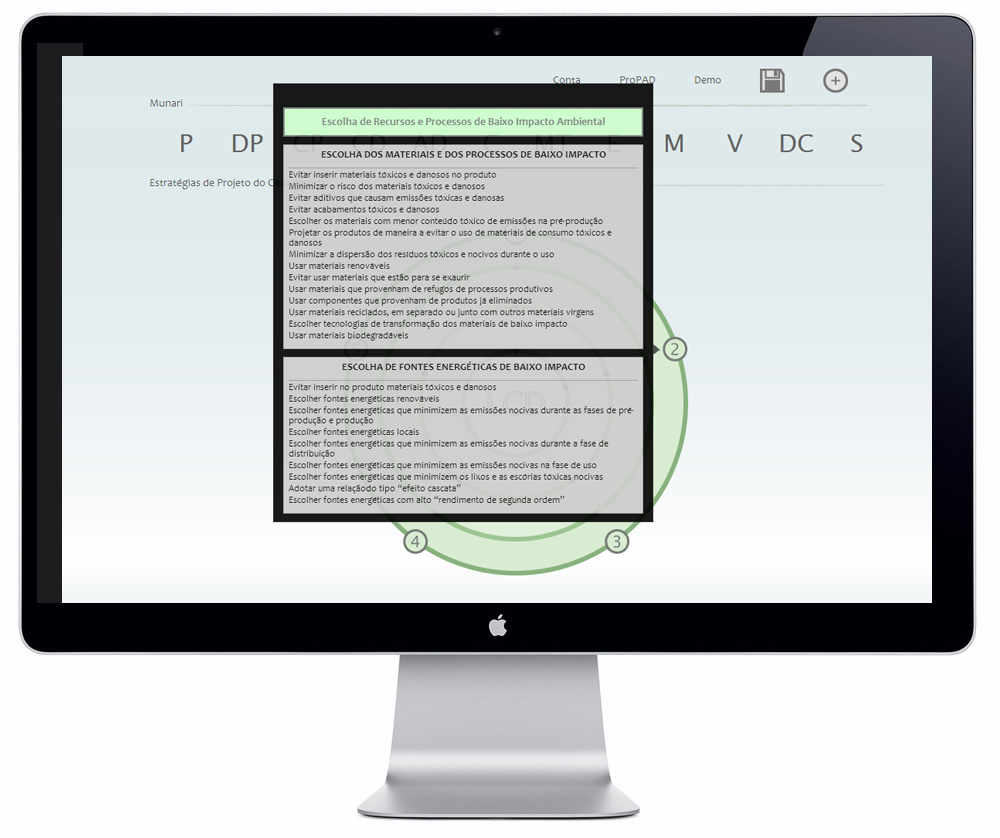 Conta ProPAD Demo
Munari
P DP CP CD AD C MT E M V DC S
Estratégias de Projeto do C
Escolha de Recursos e Processos de Baixo Impacto Ambiental
ESCOLHA DOS MATERIAIS E DOS PROCESSOS DE BAIXO IMPACTO
Evitar inserir materiais tóxicos e danosos no produto
Minimizar o risco dos materiais tóxicos e danosos
Evitar aditivos que causam emissões tóxicas e danosas
Evitar acabamentos tóxicos e danosos
Escolher os materiais com menor conteúdo tóxico de emissões na pré-produção
Projetar os produtos de maneira a evitar o uso de materiais de consumo tóxicos e
danosos
Minimizar a dispersão dos resíduos tóxicos e nocivos durante o uso
Usar materiais renováveis
Evitar usar materiais que estão para se exaurir
Usar materiais que provenham de refugos de processos produtivos
Usar componentes que provenham de produtos já eliminados
Usar materiais reciclados, em separado ou junto com outros materiais virgens
Escolher tecnologias de transformação dos materiais de baixo impacto
Usar materiais biodegradáveis
ESCOLHA DE FONTES ENERGÉTICAS DE BAIXO IMPACTO
Evitar inserir no produto materiais tóxicos e danosos
Escolher fontes energéticas renováveis
Escolher fontes energéticas que minimizem as emissões nocivas durante as fases de pré-
produção e produção
Escolher fontes energéticas locais
Escolher fontes energéticas que minimizem as emissões nocivas durante a fase de
distribuição
Escolher fontes energéticas que minimizem as emissões nocivas na fase de uso
Escolher fontes energéticas que minimizem os lixos e as escórias tóxicas nocivas
Adotar uma relaçãodo tipo “efeito cascata”
Escolher fontes energéticas com alto “rendimento de segunda ordem”
LCD
2
4 3